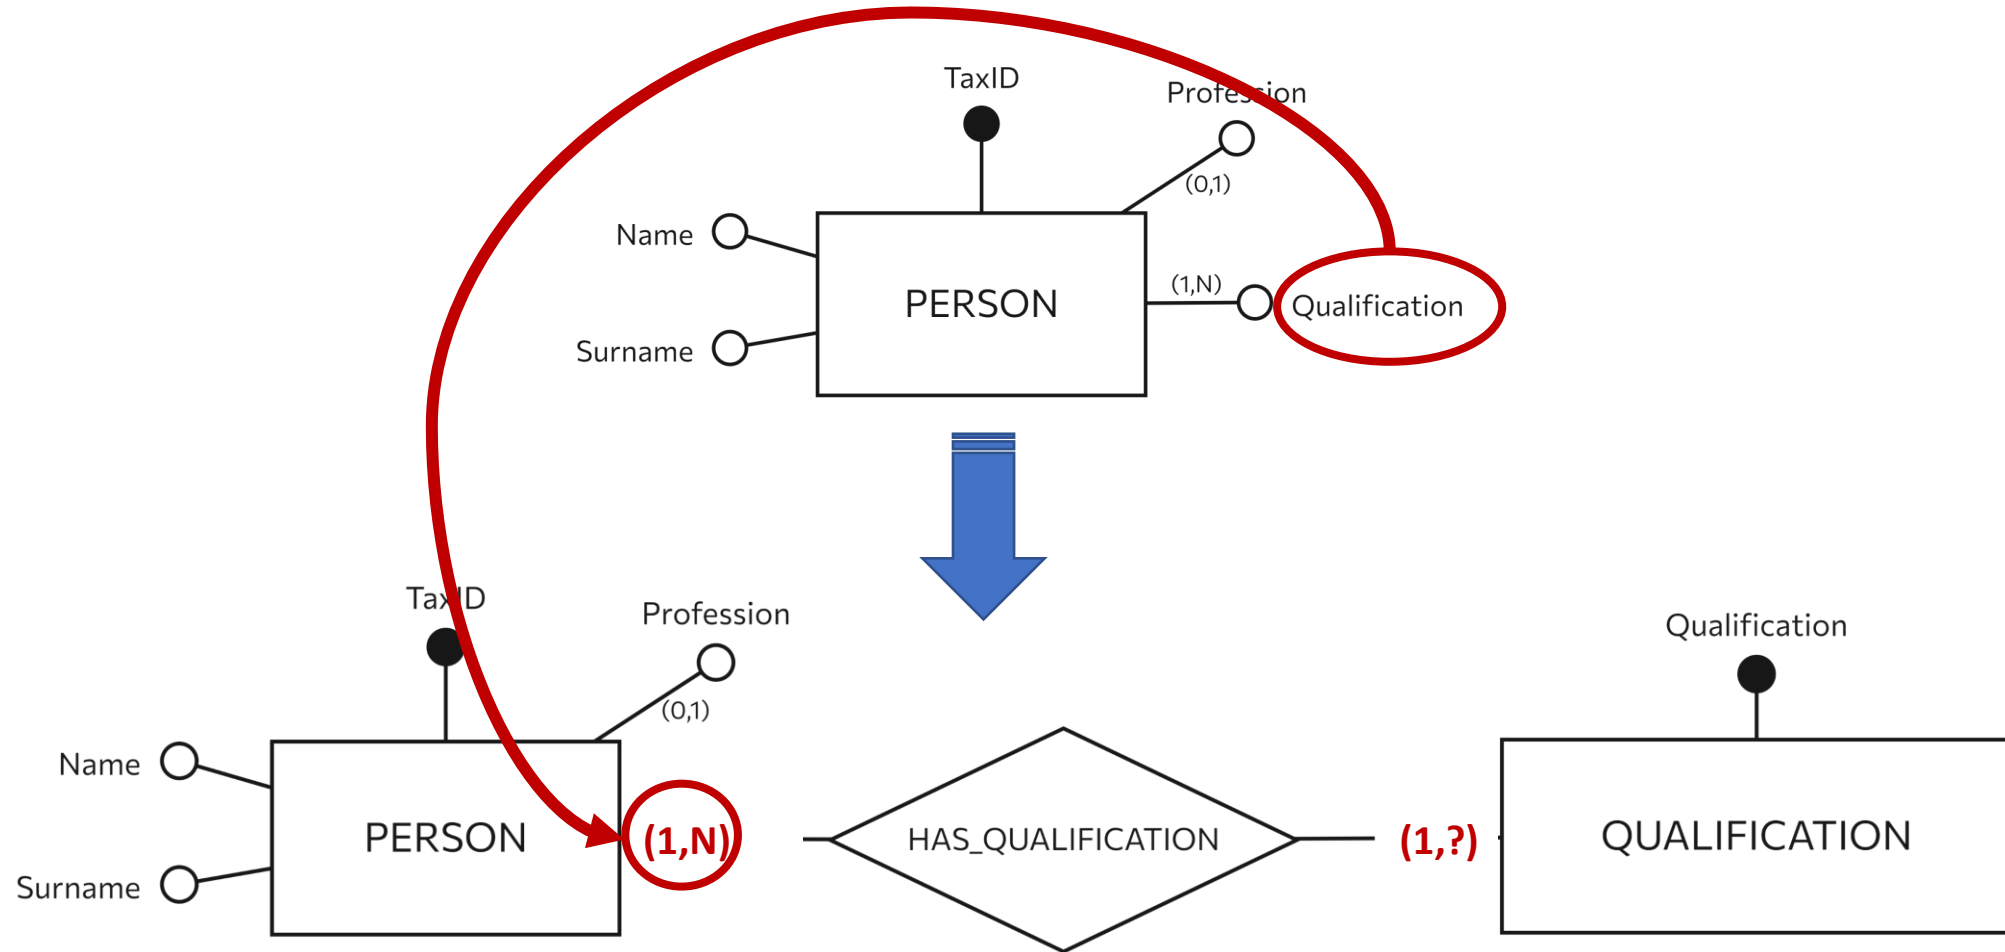 TaxID
Profession
(0,1)
Name
(1,N)
PERSON
Qualification
Surname
TaxID
Profession
Qualification
(0,1)
Name
PERSON
(1,N)
HAS_QUALIFICATION
(1,?)
QUALIFICATION
Surname